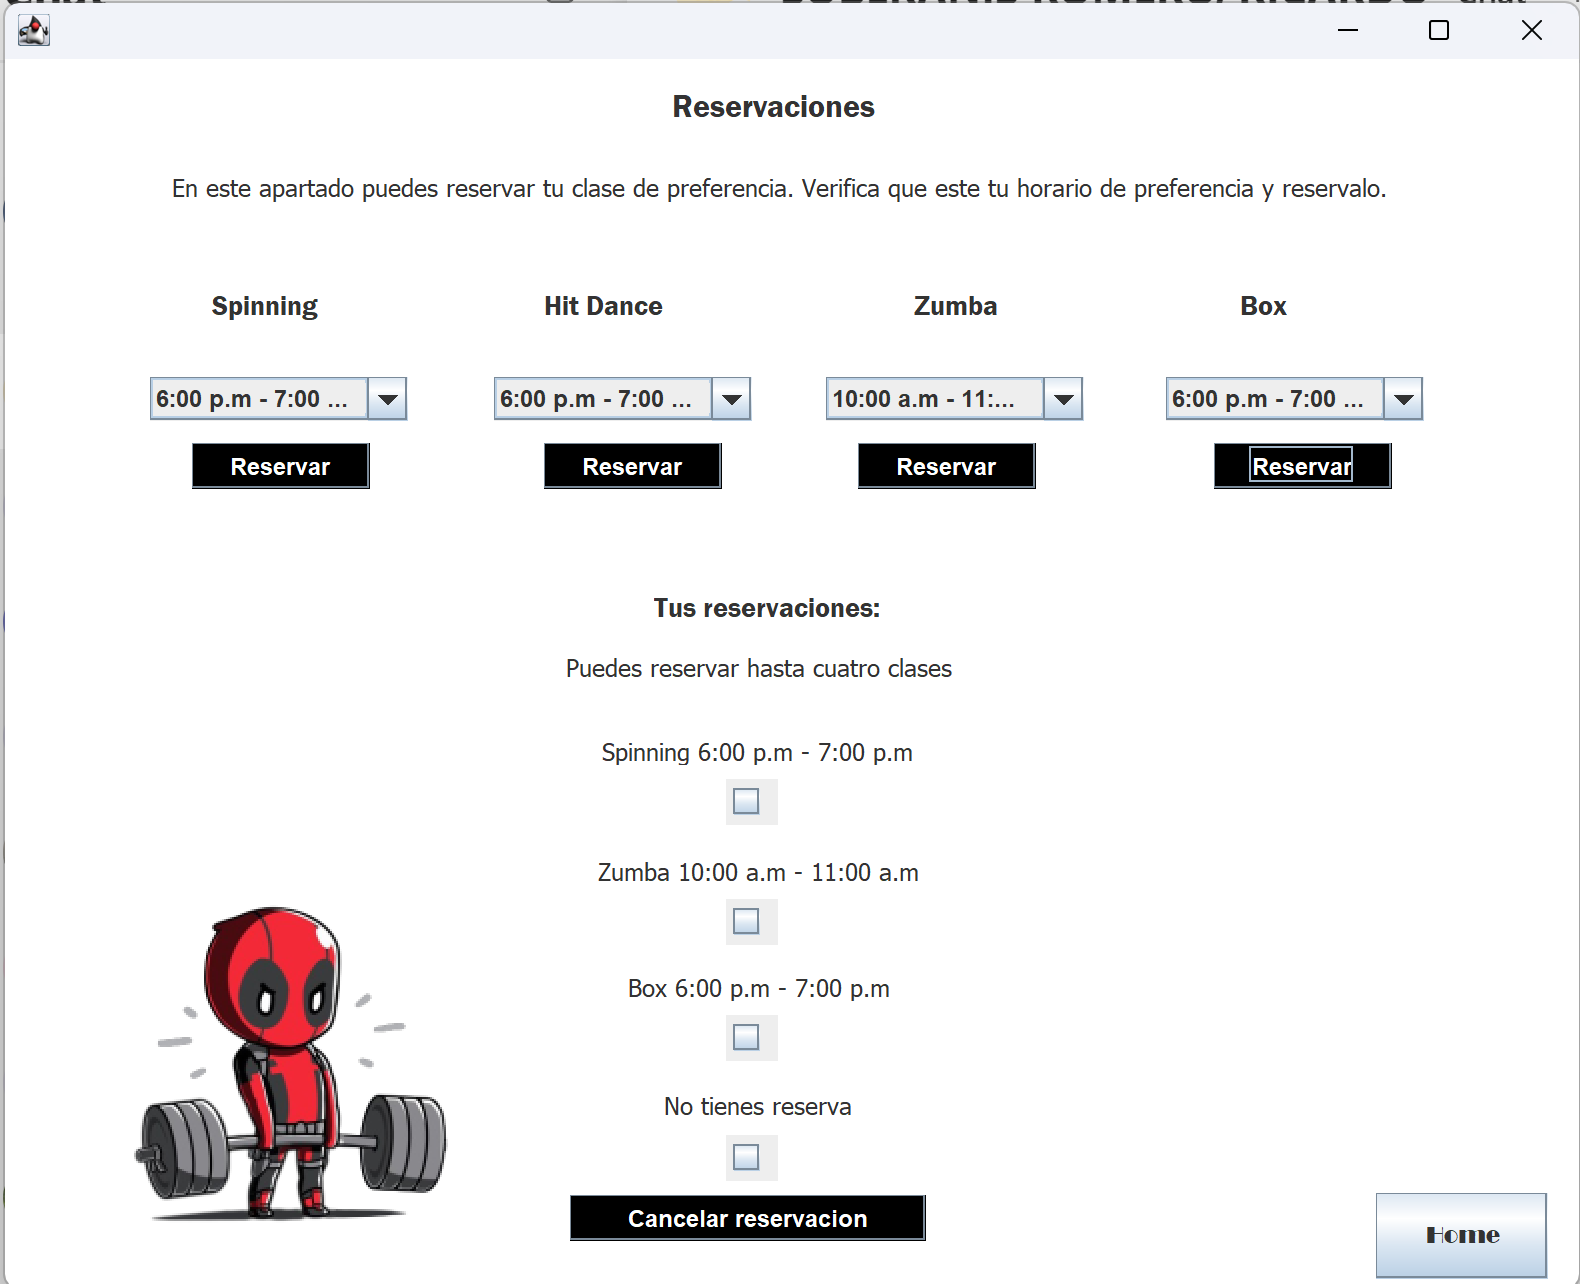 Reservaciones
En este apartado puedes reservar tu clase de preferencia. Verifica que este tu horario de preferencia y reservalo.
Spinning Hit Dance Zumba Box
6:00 p.m - 7:00 ... 6:00 p.m - 7:00 ... 10:00 a.m - 11:... 6:00 p.m - 7:00 ...
Reservar Reservar Reservar Reservar
Tus reservaciones:
Puedes reservar hasta cuatro clases
Spinning 6:00 p.m - 7:00 p.m
Zumba 10:00 a.m - 11:00 a.m
Box 6:00 p.m - 7:00 p.m
No tienes reserva
Cancelar reservacion
Home